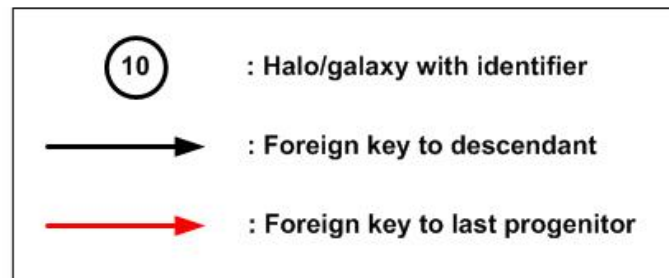 10 : Halo/galaxy with identifier
: Foreign key to descendant
: Foreign key to last progenitor